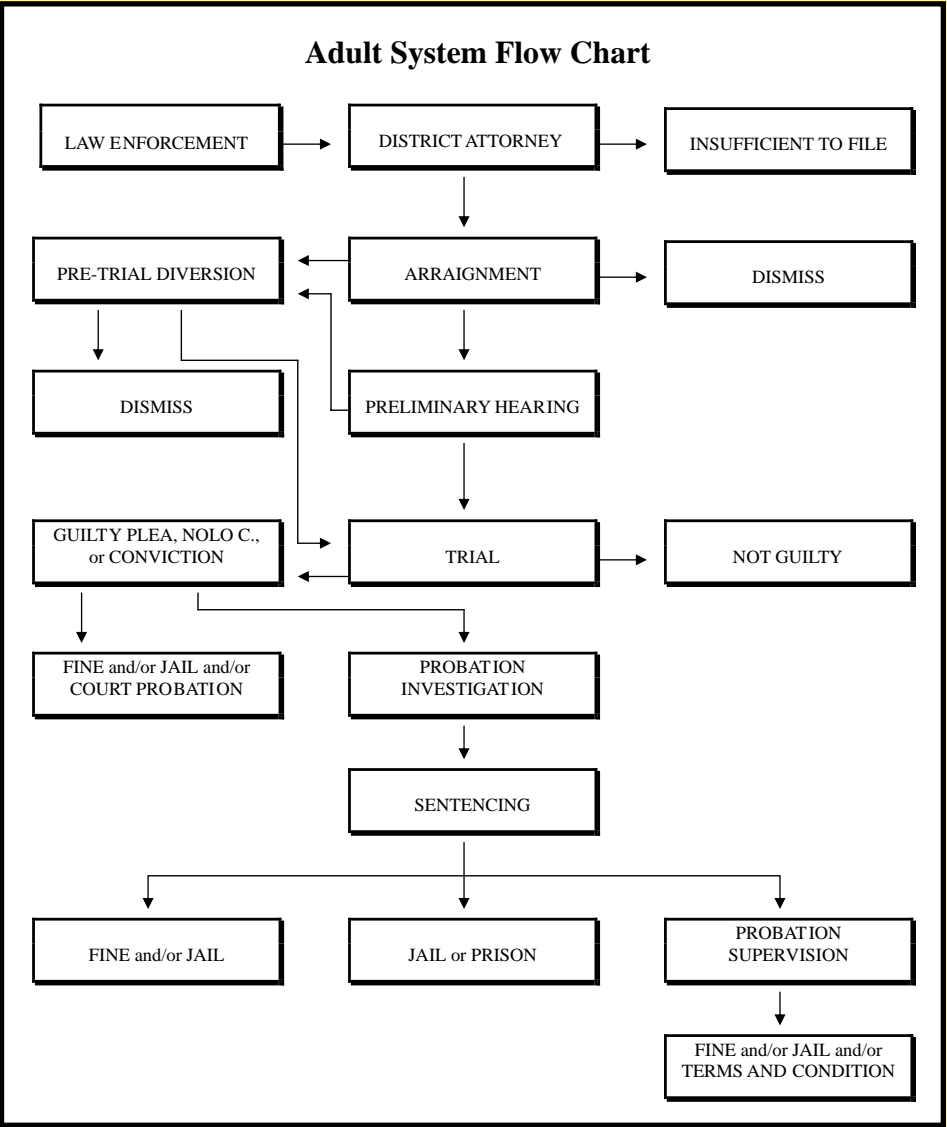 Adult System Flow Chart
LAW ENFORCEMENT
DISTRICT ATTORNEY
INSUFFICIENT TO FILE
PRE-TRIAL DIVERSION
ARRAIGNMENT
DISMISS
DISMISS
PRELIMINARY HEARING
GUILTY PLEA, NOLO C.,
or CONVICTION
TRIAL
NOT GUILTY
FINE and/or JAIL and/or
COURT PROBATION
PROBATION
INVESTIGATION
SENTENCING
FINE and/or JAIL
JAIL or PRISON
PROBATION
SUPERVISION
FINE and/or JAIL and/or
TERMS AND CONDITION